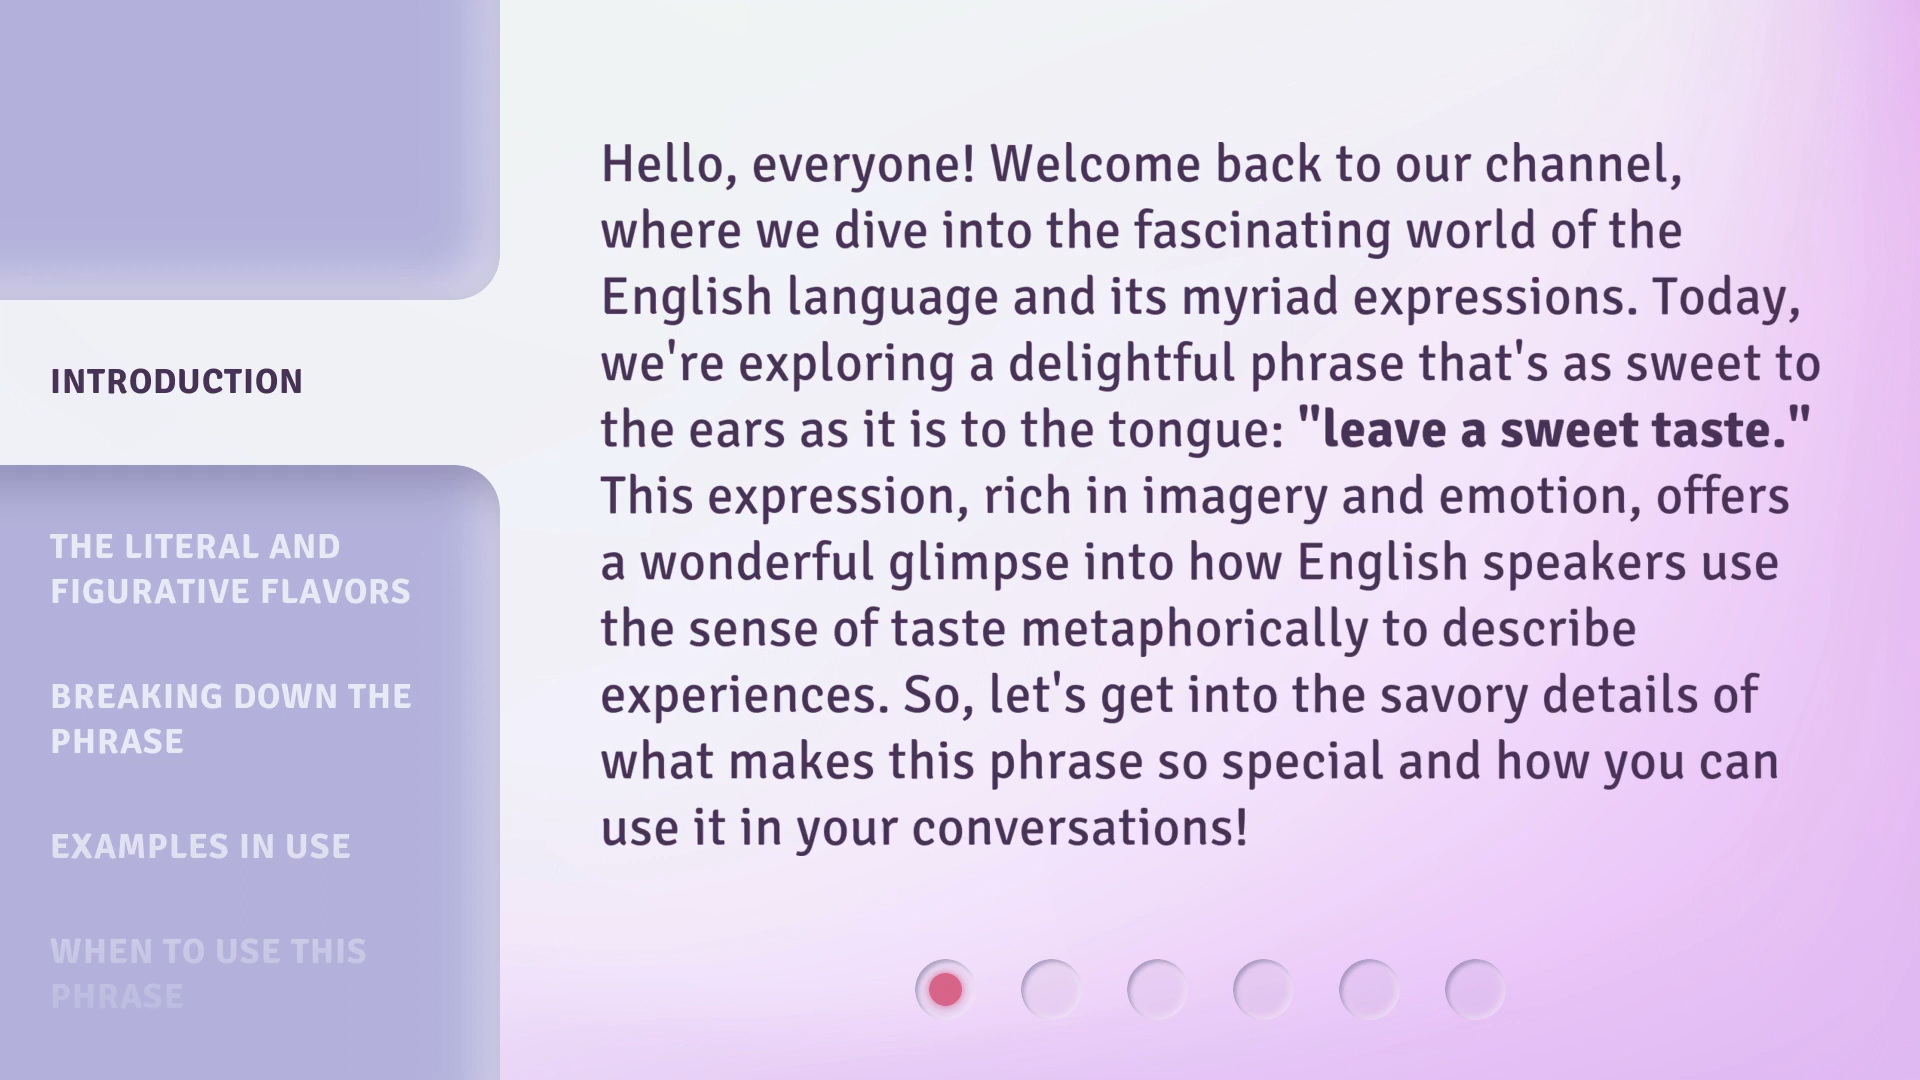 INTRODUCTION
THE LITERAL AND
FIGURATIVE FLAVORS
BREAKING DOWN THE
PHRASE
EXAMPLES IN USE
WHEN TO USE THIS
PHRASE
Hello, everyone! Welcome back to our channel,
where we dive into the fascinating world of the
English language and its myriad expressions. Today,
we're exploring a delightful phrase that's as sweet to
the ears as it is to the tongue: "leave a sweet taste."
This expression, rich in imagery and emotion, offers
a wonderful glimpse into how English speakers use
the sense of taste metaphorically to describe
experiences. So, let's get into the savory details of
what makes this phrase so special and how you can
use it in your conversations!